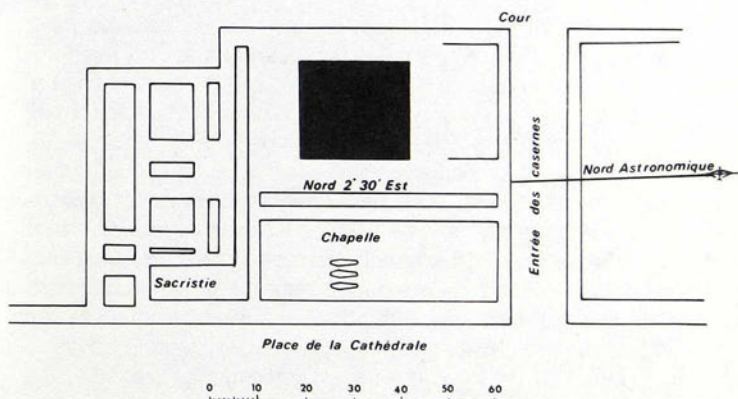 Cour
Entrée des casernes
Nord Astronomique
Nord 2° 30' Est
Chapelle
Sacristie
Place de la Cathédrale
0 10 20 30 40 50 60